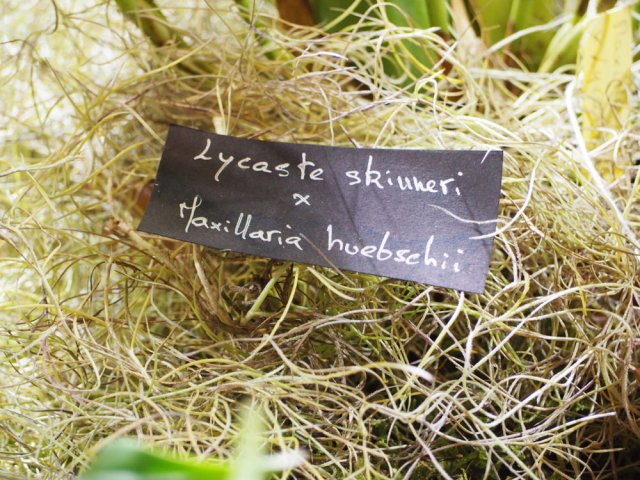 Lycaste skinneri
x
Maxillaria huebschii